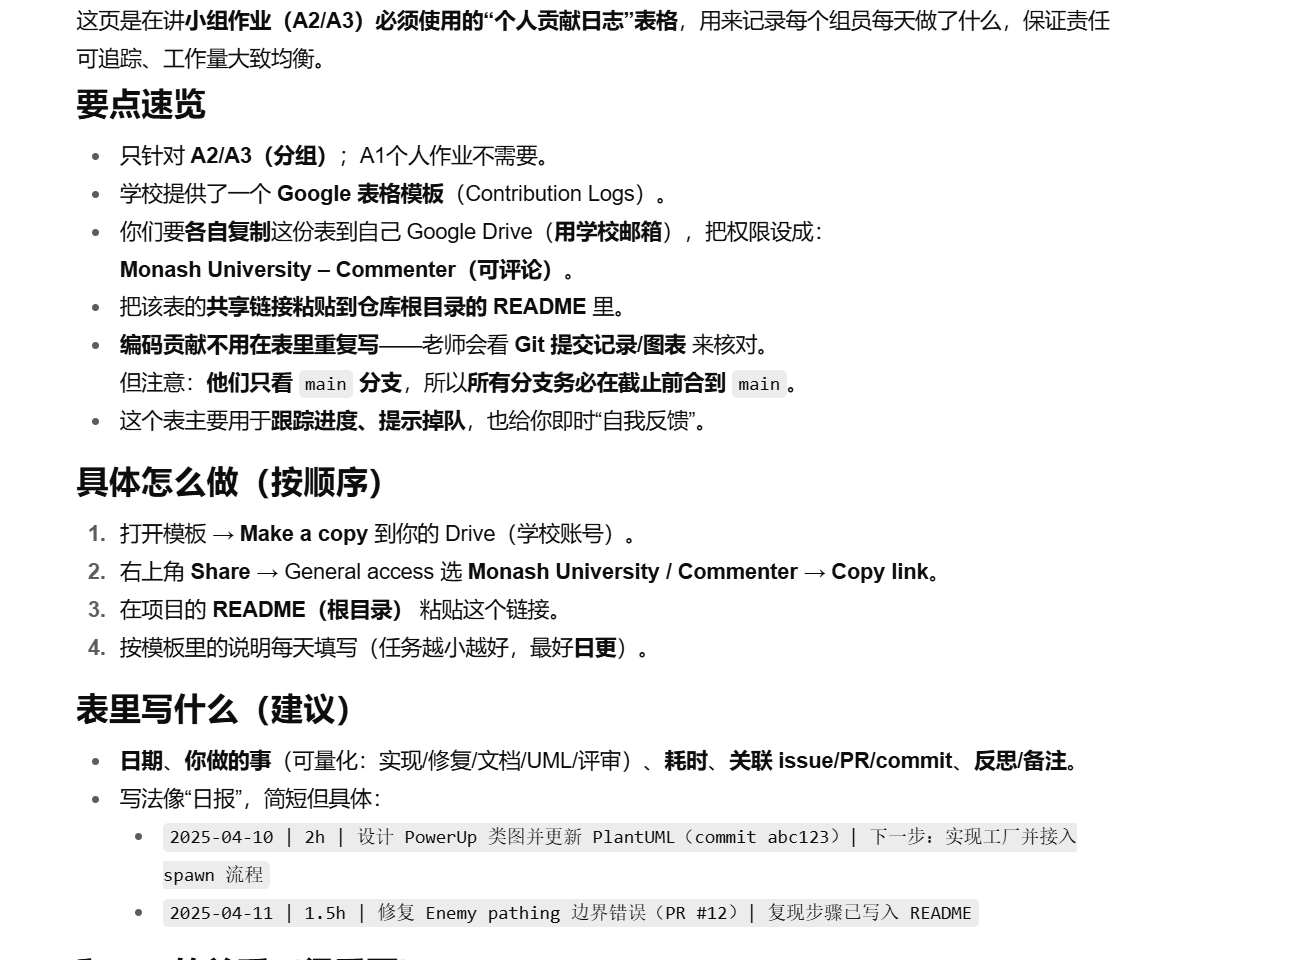 这页是在讲小组作业（A2/A3）必须使用的“个人贡献日志”表格，用来记录每个组员每天做了什么，保证责任
可追踪、工作量大致均衡。
要点速览
只针对 A2/A3（分组）；A1个人作业不需要。
学校提供了一个 Google 表格模板（Contribution Logs）。
你们要各自复制这份表到自己 Google Drive（用学校邮箱），把权限设成：
Monash University – Commenter（可评论）。
把该表的共享链接粘贴到仓库根目录的 README 里。
编码贡献不用在表里重复写——老师会看 Git 提交记录/图表 来核对。
但注意：他们只看 main 分支，所以所有分支务必在截止前合到 main。
这个表主要用于跟踪进度、提示掉队，也给你即时“自我反馈”。
具体怎么做（按顺序）
1. 打开模板 → Make a copy 到你的 Drive（学校账号）。
2. 右上角 Share → General access 选 Monash University / Commenter → Copy link。
3. 在项目的 README（根目录） 粘贴这个链接。
4. 按模板里的说明每天填写（任务越小越好，最好日更）。
表里写什么（建议）
日期、你做的事（可量化：实现/修复/文档/UML/评审）、耗时、关联 issue/PR/commit、反思/备注。
写法像“日报”，简短但具体：
2025-04-10 | 2h | 设计 PowerUp 类图并更新 PlantUML（commit abc123）| 下一步：实现工厂并接入
spawn 流程
2025-04-11 | 1.5h | 修复 Enemy pathing 边界错误（PR #12）| 复现步骤已写入 README